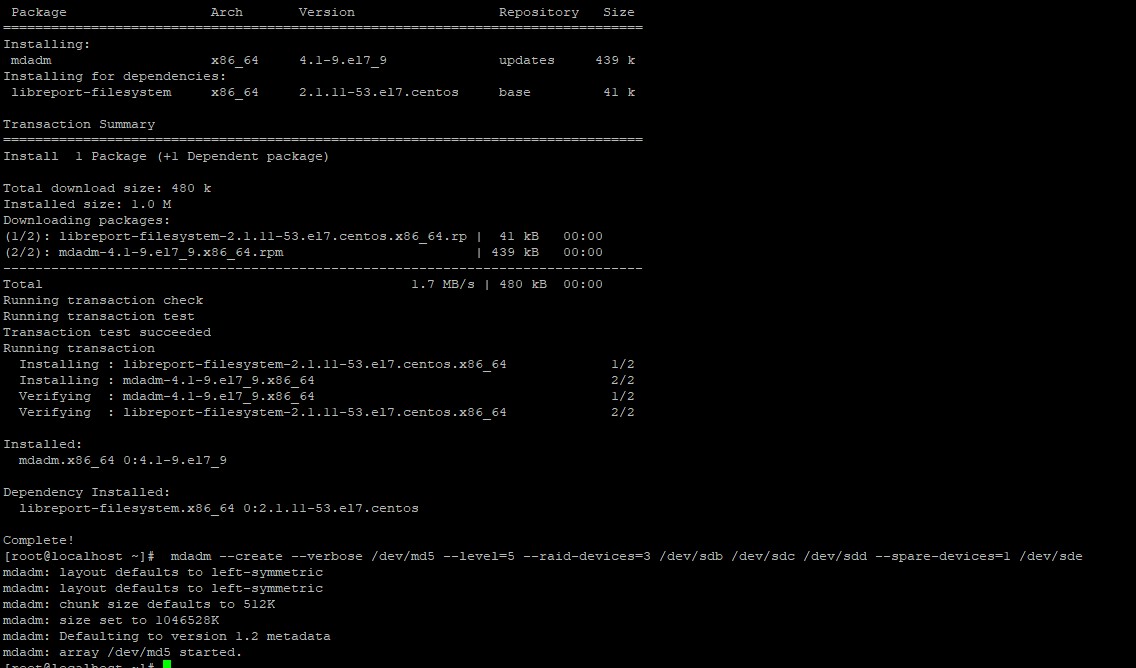 Package Arch Version Repository Size
================================================================================
Installing:
mdadm x86_64 4.1-9.el7_9 updates 439 k
Installing for dependencies:
libreport-filesystem x86_64 2.1.11-53.el7.centos base 41 k
Transaction Summary
================================================================================
Install 1 Package (+1 Dependent package)
Total download size: 480 k
Installed size: 1.0 M
Downloading packages:
(1/2): libreport-filesystem-2.1.11-53.el7.centos.x86_64.rp | 41 kB 00:00
(2/2): mdadm-4.1-9.el7_9.x86_64.rpm | 439 kB 00:00
--------------------------------------------------------------------------------
Total 1.7 MB/s | 480 kB 00:00
Running transaction check
Running transaction test
Transaction test succeeded
Running transaction
Installing : libreport-filesystem-2.1.11-53.el7.centos.x86_64 1/2
Installing : mdadm-4.1-9.el7_9.x86_64 2/2
Verifying : mdadm-4.1-9.el7_9.x86_64 1/2
Verifying : libreport-filesystem-2.1.11-53.el7.centos.x86_64 2/2
Installed:
mdadm.x86_64 0:4.1-9.el7_9
Dependency Installed:
libreport-filesystem.x86_64 0:2.1.11-53.el7.centos
Complete!
[root@localhost ~]# mdadm --create --verbose /dev/md5 --level=5 --raid-devices=3 /dev/sdb /dev/sdc /dev/sdd --spare-devices=1 /dev/sde
mdadm: layout defaults to left-symmetric
mdadm: layout defaults to left-symmetric
mdadm: chunk size defaults to 512K
mdadm: size set to 1046528K
mdadm: Defaulting to version 1.2 metadata
mdadm: array /dev/md5 started.
[root@localhost ~]#